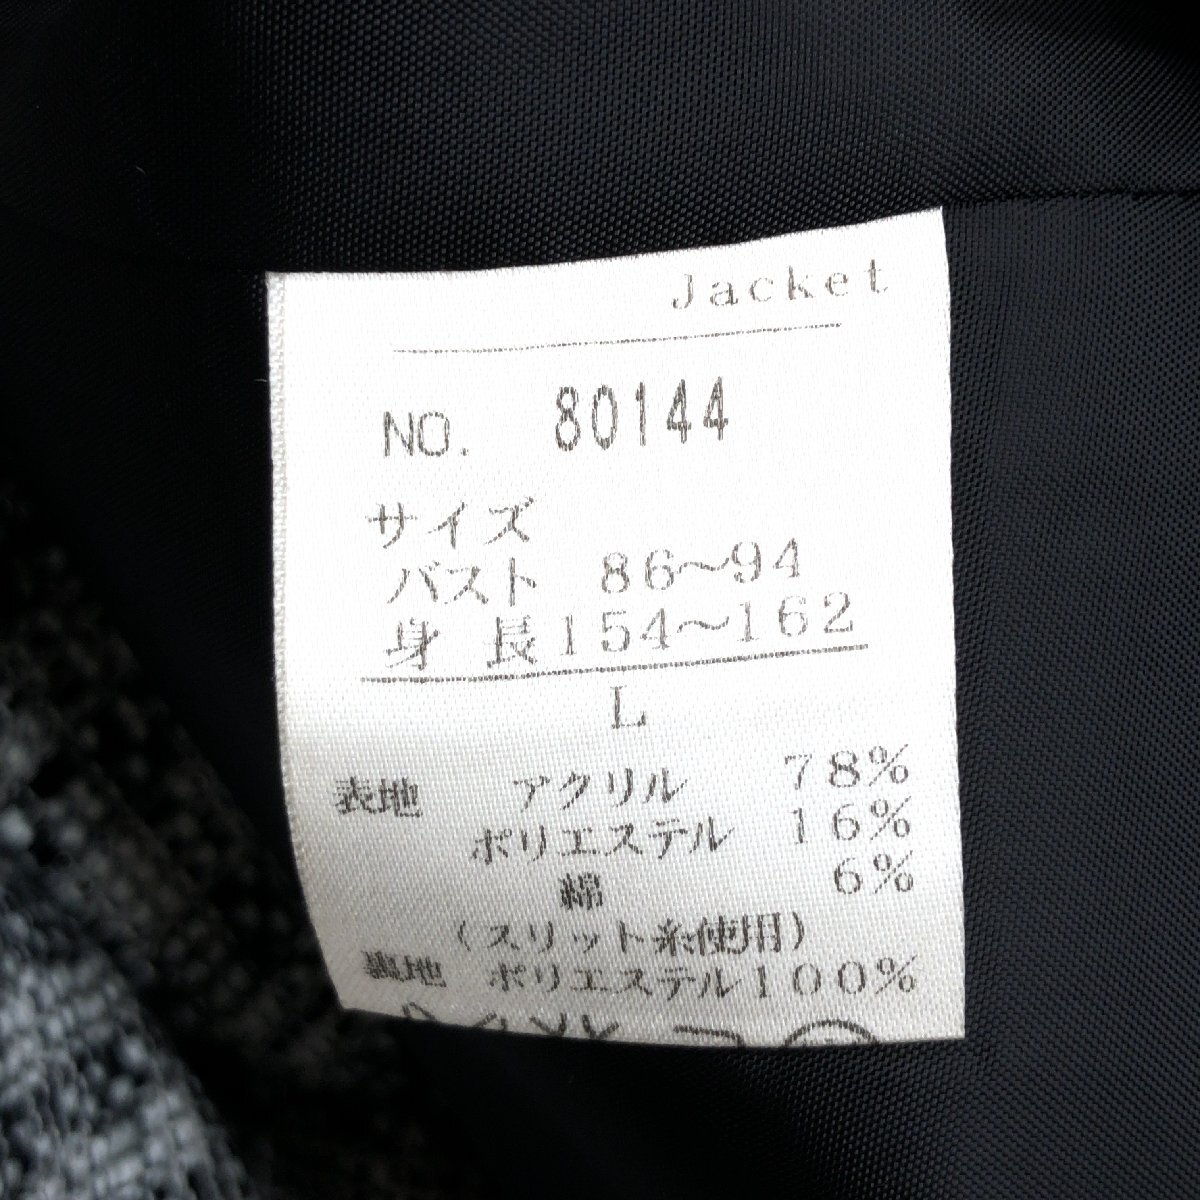 Jacket
NO. 80144
サイズ
バスト 86〜94
身 長154〜162
L
表地 アクリル 78%
ポリエステル 16%
綿 6%
(スリット糸使用)
裏地 ポリエステル100%